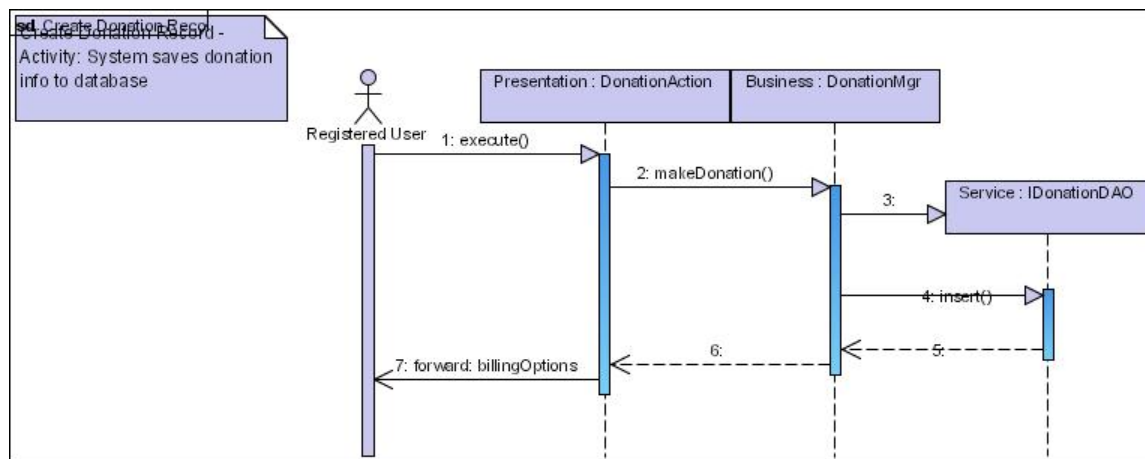 sd Create Donation Reco
Create Donation Record -
Activity: System saves donation
info to database
Presentation : DonationAction
Business : DonationMgr
Registered User
1: execute()
2: makeDonation()
Service : IDonationDAO
3:
4: insert()
5:
6:
7: forward: billingOptions